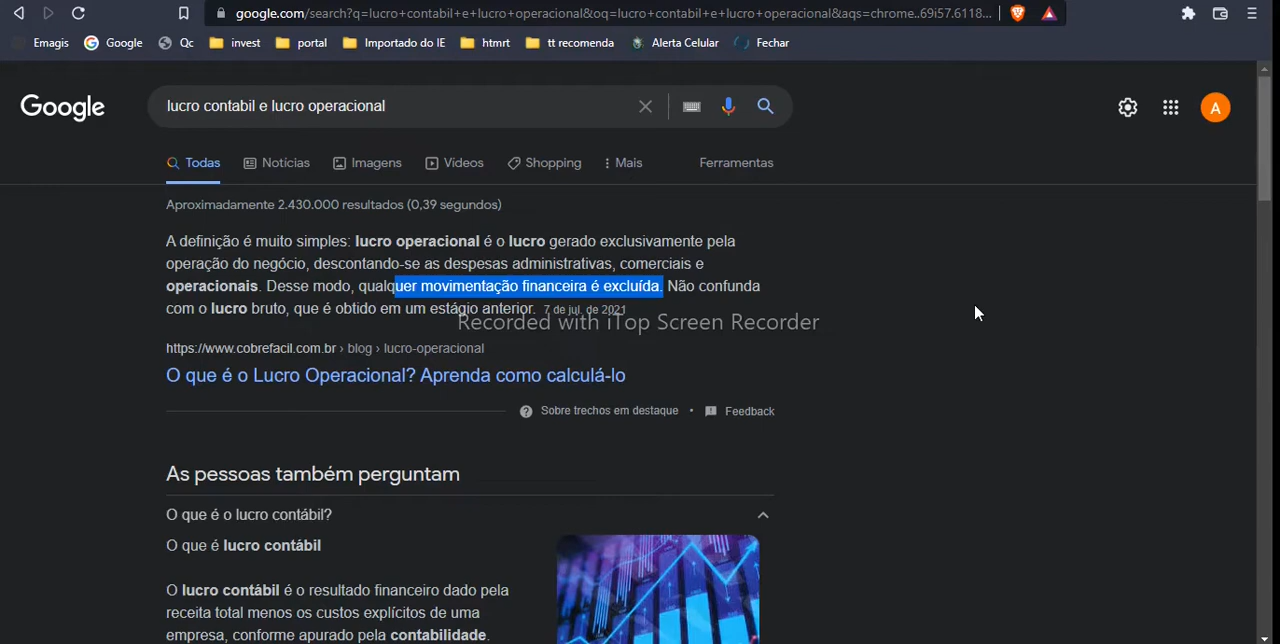 google.com/search?q=lucro+contabil+e+lucro+operacional&oq=lucro+contabil+e+lucro+operacional&aqs=chrome..69i57.6118...
Emagis Google Qc invest portal Importado do IE htmrt tt recomenda Alerta Celular Fechar
Google lucro contabil e lucro operacional A
Todas Notícias Imagens Vídeos Shopping Mais Ferramentas
Aproximadamente 2.430.000 resultados (0,39 segundos)
A definição é muito simples: lucro operacional é o lucro gerado exclusivamente pela
operação do negócio, descontando-se as despesas administrativas, comerciais e
operacionais. Desse modo, qualquer movimentação financeira é excluída. Não confunda
com o lucro bruto, que é obtido em um estágio anterior. 7 de jul. de 2021
Recorded with iTop Screen Recorder
https://www.cobrefacil.com.br › blog › lucro-operacional
O que é o Lucro Operacional? Aprenda como calculá-lo
Sobre trechos em destaque • Feedback
As pessoas também perguntam
O que é o lucro contábil?
O que é lucro contábil
O lucro contábil é o resultado financeiro dado pela
receita total menos os custos explícitos de uma
empresa, conforme apurado pela contabilidade.